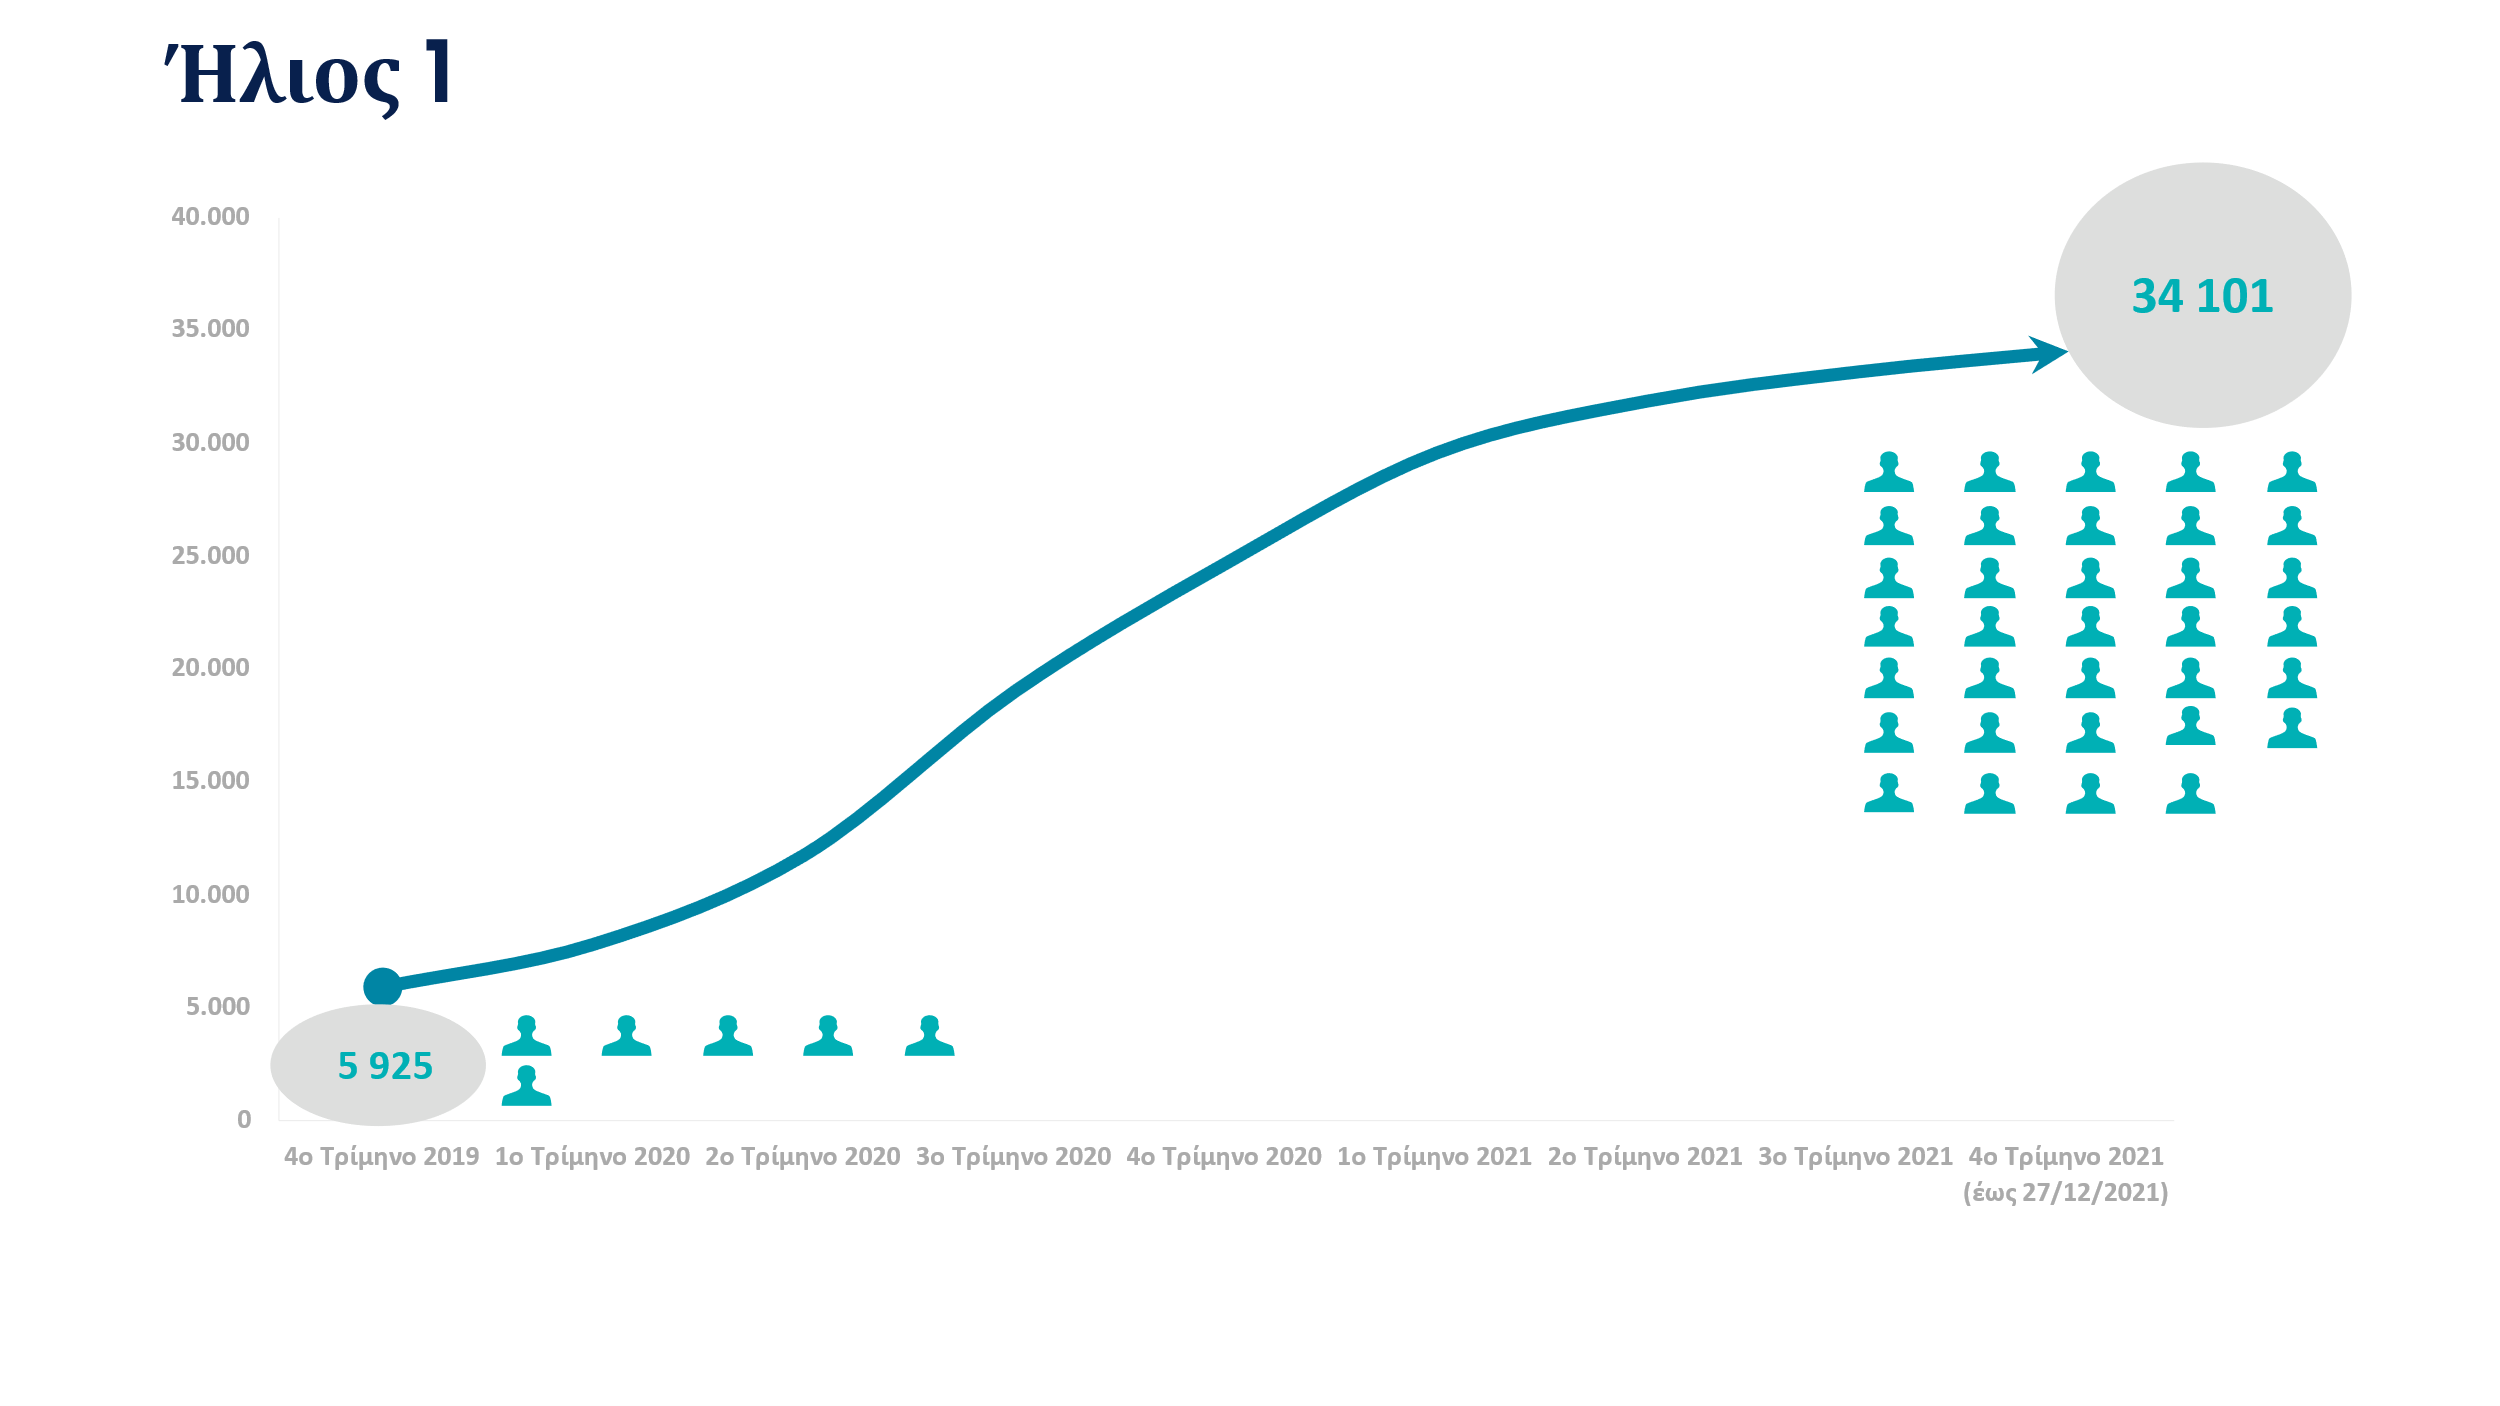 Ήλιος 1
40.000
35.000
30.000
25.000
20.000
15.000
10.000
5.000
0
34 101
5 925
4ο Τρίμηνο 2019
1ο Τρίμηνο 2020
2ο Τρίμηνο 2020
3ο Τρίμηνο 2020
4ο Τρίμηνο 2020
1ο Τρίμηνο 2021
2ο Τρίμηνο 2021
3ο Τρίμηνο 2021
4ο Τρίμηνο 2021
(έως 27/12/2021)